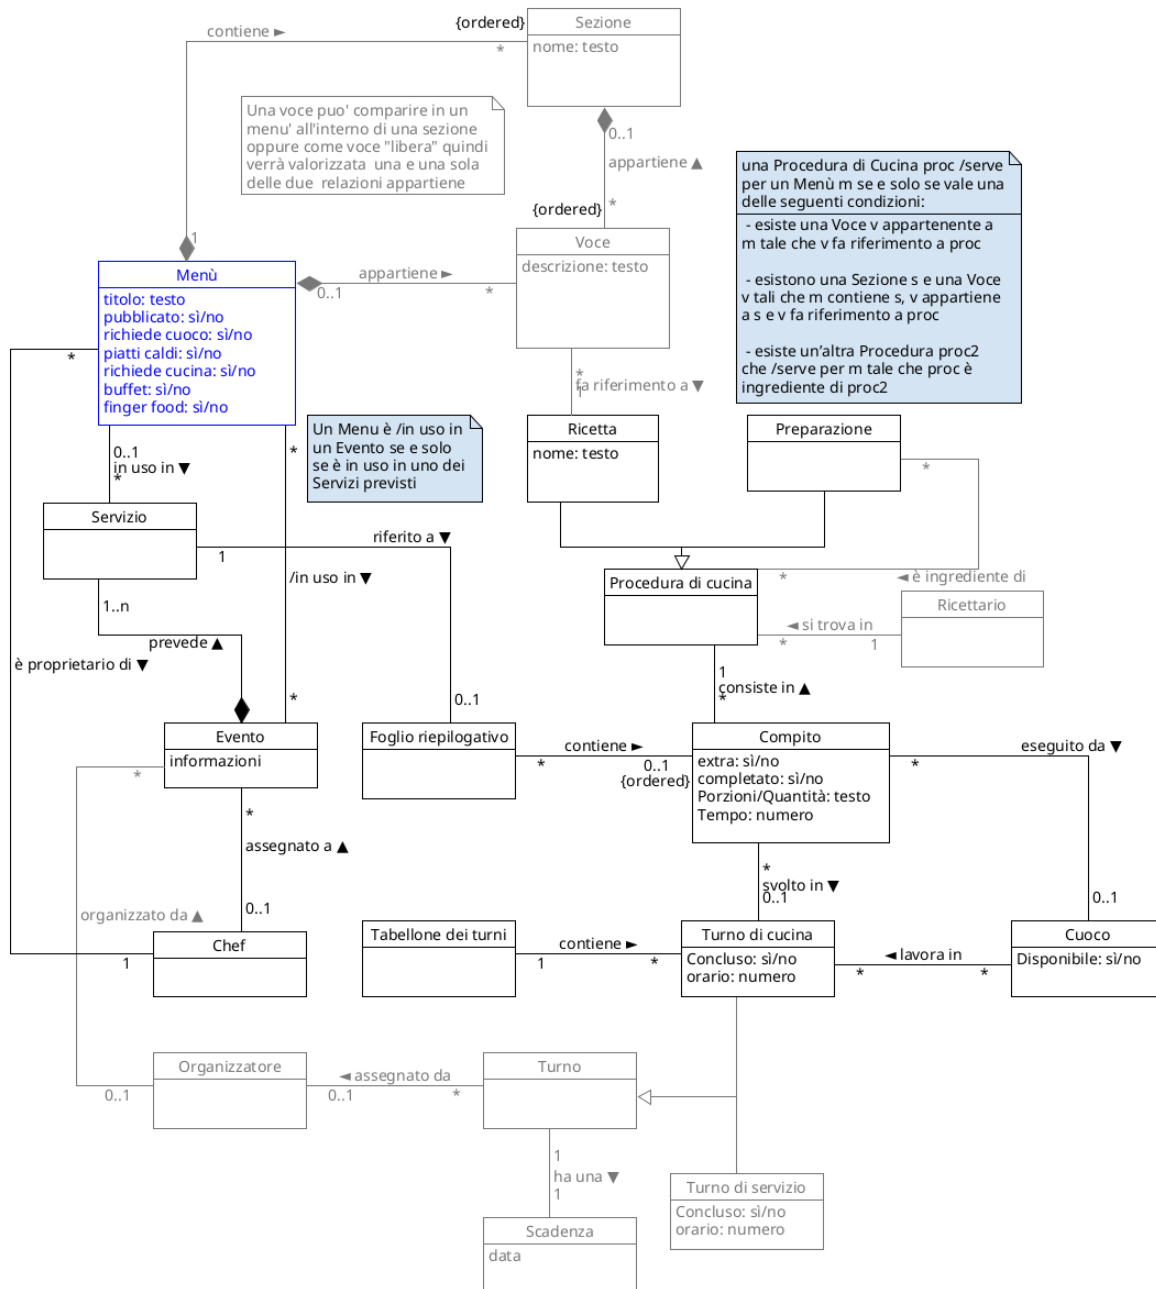 contiene ►
{ordered}
*
Sezione
nome: testo
Una voce puo' comparire in un
menu' all'interno di una sezione
oppure come voce "libera" quindi
verrà valorizzata  una e una sola
delle due  relazioni appartiene
0..1
appartiene ▲
*
{ordered}
una Procedura di Cucina proc /serve
per un Menù m se e solo se vale una
delle seguenti condizioni:
- esiste una Voce v appartenente a
m tale che v fa riferimento a proc
- esistono una Sezione s e una Voce
v tali che m contiene s, v appartiene
a s e v fa riferimento a proc
- esiste un’altra Procedura proc2
che /serve per m tale che proc è
ingrediente di proc2
1
Menù
titolo: testo
pubblicato: sì/no
richiede cuoco: sì/no
piatti caldi: sì/no
richiede cucina: sì/no
buffet: sì/no
finger food: sì/no
appartiene ►
0..1
*
Voce
descrizione: testo
*
*
fa riferimento a ▼
1
Un Menu è /in uso in
un Evento se e solo
se è in uso in uno dei
Servizi previsti
Ricetta
nome: testo
Preparazione
*
0..1
in uso in ▼
*
*
Servizio
1
riferito a ▼
/in uso in ▼
Procedura di cucina
*
◄ è ingrediente di
Ricettario
◄ si trova in
*
1
1..n
prevede ▲
è proprietario di ▼
*
0..1
1
consiste in ▲
*
Evento
informazioni
*
Foglio riepilogativo
contiene ►
*
0..1
{ordered}
Compito
extra: sì/no
completato: sì/no
Porzioni/Quantità: testo
Tempo: numero
*
eseguito da ▼
*
assegnato a ▲
0..1
*
svolto in ▼
0..1
0..1
organizzato da ▲
Chef
1
Tabellone dei turni
contiene ►
1
*
Turno di cucina
Concluso: sì/no
orario: numero
◄ lavora in
*
*
Cuoco
Disponibile: sì/no
Organizzatore
0..1
◄ assegnato da
0..1
*
Turno
1
ha una ▼
1
Turno di servizio
Concluso: sì/no
orario: numero
Scadenza
data